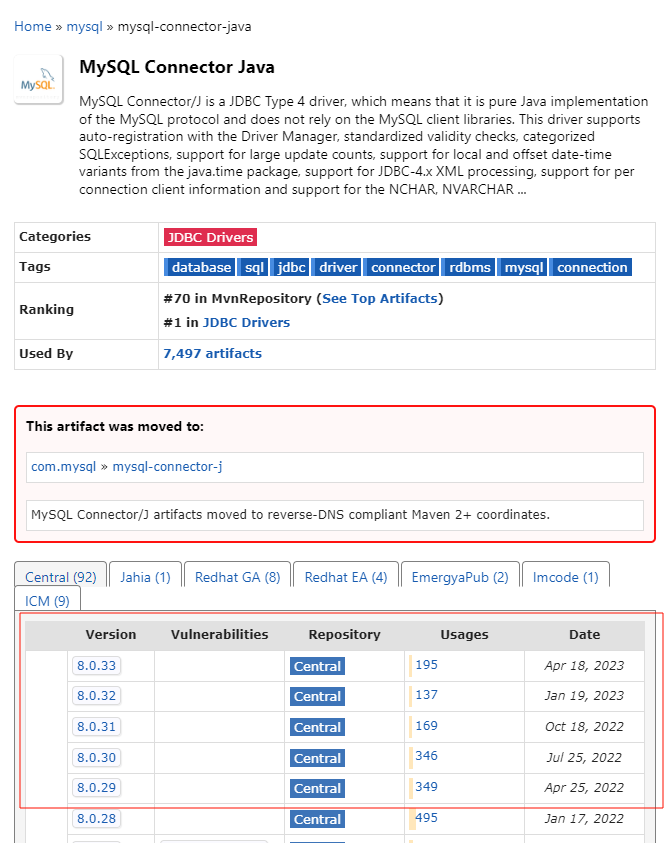 Home » mysql » mysql-connector-java
MySQL
MySQL Connector Java
MySQL Connector/J is a JDBC Type 4 driver, which means that it is pure Java implementation
of the MySQL protocol and does not rely on the MySQL client libraries. This driver supports
auto-registration with the Driver Manager, standardized validity checks, categorized
SQLExceptions, support for large update counts, support for local and offset date-time
variants from the java.time package, support for JDBC-4.x XML processing, support for per
connection client information and support for the NCHAR, NVARCHAR ...
Categories JDBC Drivers
Tags database sql jdbc driver connector rdbms mysql connection
Ranking #70 in MvnRepository (See Top Artifacts)
#1 in JDBC Drivers
Used By 7,497 artifacts
This artifact was moved to:
com.mysql » mysql-connector-j
MySQL Connector/J artifacts moved to reverse-DNS compliant Maven 2+ coordinates.
Central (92) Jahia (1) Redhat GA (8) Redhat EA (4) EmergyaPub (2) Imcode (1)
ICM (9)
Version Vulnerabilities Repository Usages Date
8.0.33 Central 195 Apr 18, 2023
8.0.32 Central 137 Jan 19, 2023
8.0.31 Central 169 Oct 18, 2022
8.0.30 Central 346 Jul 25, 2022
8.0.29 Central 349 Apr 25, 2022
8.0.28 Central 495 Jan 17, 2022